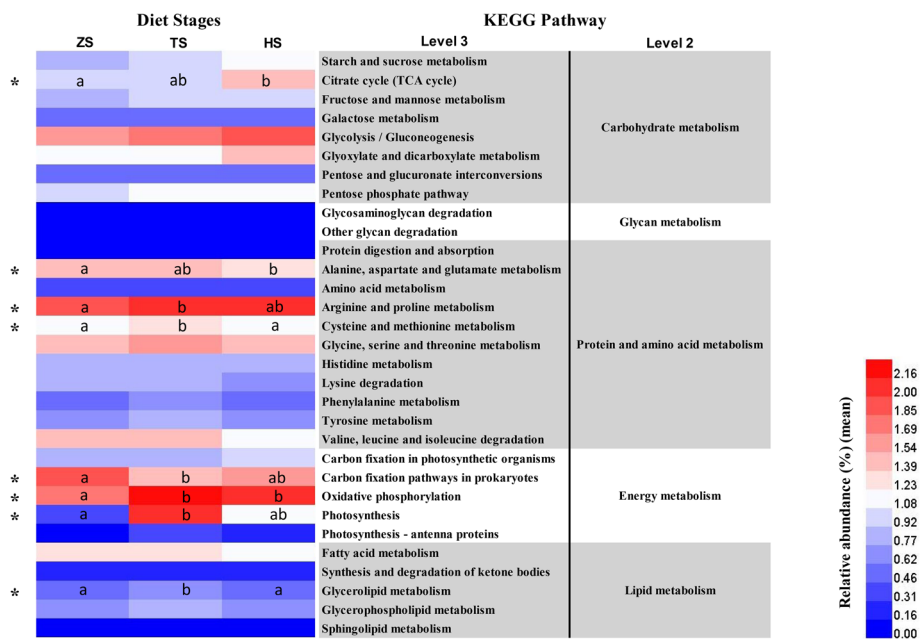 Diet Stages KEGG Pathway
ZS TS HS Level 3 Level 2
Starch and sucrose metabolism
* a ab b Citrate cycle (TCA cycle)
Fructose and mannose metabolism
Galactose metabolism
Carbohydrate metabolism
Glycolysis / Gluconeogenesis
Glyoxylate and dicarboxylate metabolism
Pentose and glucuronate interconversions
Pentose phosphate pathway
Glycosaminoglycan degradation
Glycan metabolism
Other glycan degradation
Protein digestion and absorption
* a ab b Alanine, aspartate and glutamate metabolism
Amino acid metabolism
* a b ab Arginine and proline metabolism
* a b a Cysteine and methionine metabolism
Glycine, serine and threonine metabolism Protein and amino acid metabolism
Histidine metabolism
Lysine degradation
Phenylalanine metabolism
Tyrosine metabolism
Valine, leucine and isoleucine degradation
Carbon fixation in photosynthetic organisms
* a b ab Carbon fixation pathways in prokaryotes
* a b b Oxidative phosphorylation Energy metabolism
* a b ab Photosynthesis
Photosynthesis - antenna proteins
Fatty acid metabolism
Synthesis and degradation of ketone bodies
* a b a Glycerolipid metabolism Lipid metabolism
Glycerophospholipid metabolism
Sphingolipid metabolism
Relative abundance (%) (mean)
2.16
2.00
1.85
1.69
1.54
1.39
1.23
1.08
0.92
0.77
0.62
0.46
0.31
0.16
0.00